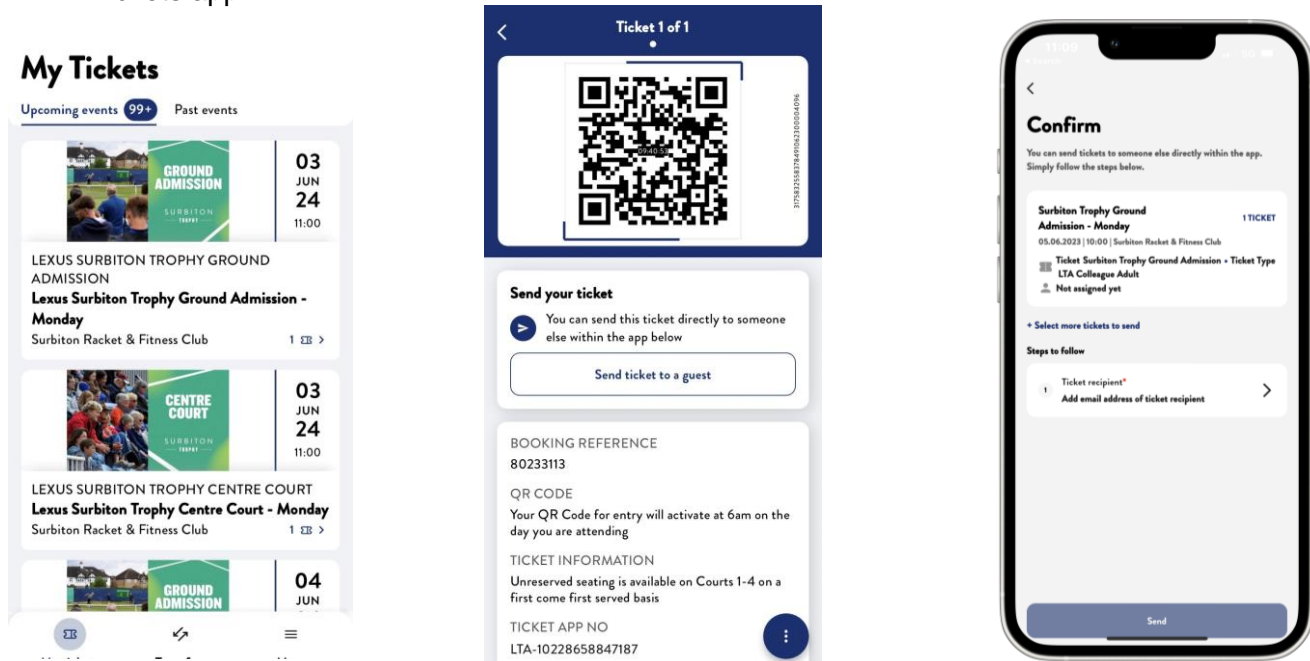 My Tickets
Upcoming events 99+ Past events
GROUND
ADMISSION
SURBITON
TROPHY
03
JUN
24
11:00
LEXUS SURBITON TROPHY GROUND
ADMISSION
Lexus Surbiton Trophy Ground Admission -
Monday
Surbiton Racket & Fitness Club 1 >
CENTRE
COURT
SURBITON
TROPHY
03
JUN
24
11:00
LEXUS SURBITON TROPHY CENTRE COURT
Lexus Surbiton Trophy Centre Court - Monday
Surbiton Racket & Fitness Club 1 >
GROUND
ADMISSION
04
JUN
Ticket 1 of 1
09:40:53
Send your ticket
You can send this ticket directly to someone
else within the app below
Send ticket to a guest
BOOKING REFERENCE
80233113
QR CODE
Your QR Code for entry will activate at 6am on the
day you are attending
TICKET INFORMATION
Unreserved seating is available on Courts 1-4 on a
first come first served basis
TICKET APP NO
LTA-10228658847187
11:09
Confirm
You can send tickets to someone else directly within the app.
Simply follow the steps below.
Surbiton Trophy Ground
Admission - Monday
1 TICKET
05.06.2023 | 10:00 | Surbiton Racket & Fitness Club
Ticket Surbiton Trophy Ground Admission • Ticket Type
LTA Colleague Adult
Not assigned yet
+ Select more tickets to send
Steps to follow
1 Ticket recipient*
Add email address of ticket recipient
Send